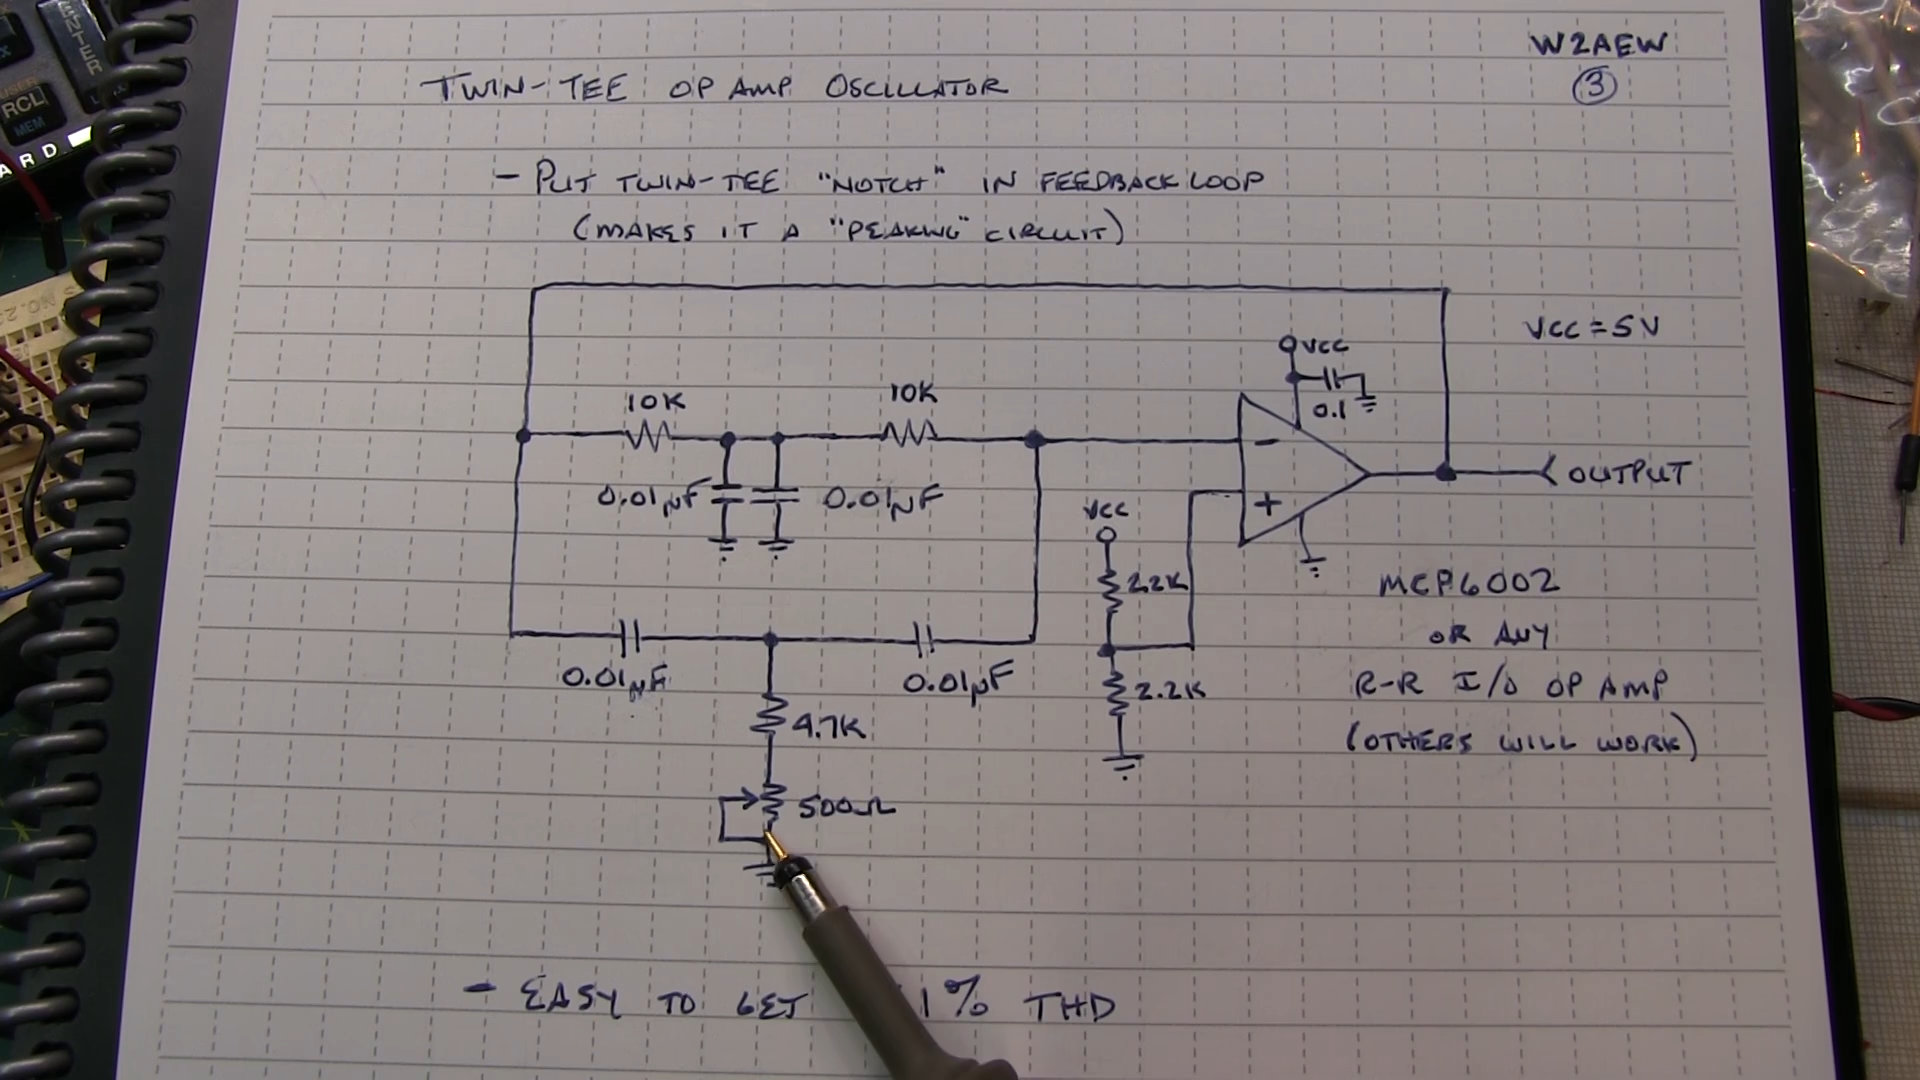 W2AEW
3
TWIN-TEE OP AMP OSCILLATOR
- PUT TWIN-TEE "NOTCH" IN FEEDBACK LOOP
(MAKES IT A "PEAKING" CIRCUIT)
VCC = 5V
VCC
0.1
10K
10K
-
+
OUTPUT
0.01µF
0.01µF
VCC
2.2K
2.2K
0.01µF
0.01µF
4.7K
500Ω
MCP6002
OR ANY
R-R I/O OP AMP
(OTHERS WILL WORK)
- EASY TO GET 1% THD
ENTER
USER
RCL
MEM
ARD